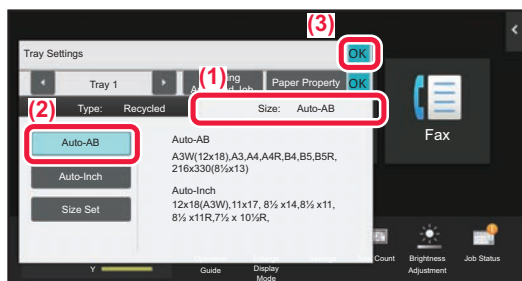 (3)
Tray Settings
OK
(1)
Tray 1
Paper Property
OK
(2)
Type: Recycled
Size: Auto-AB
Auto-AB
Auto-Inch
Size Set
Auto-AB
A3W(12x18),A3,A4,A4R,B4,B5,B5R,
216x330(8½x13)
Auto-Inch
12x18(A3W),11x17, 8½ x14,8½ x11,
8½ x11R,7½ x 10½R,
Fax
Y
Guide
Display
Mode
Count
Brightness
Adjustment
Job Status